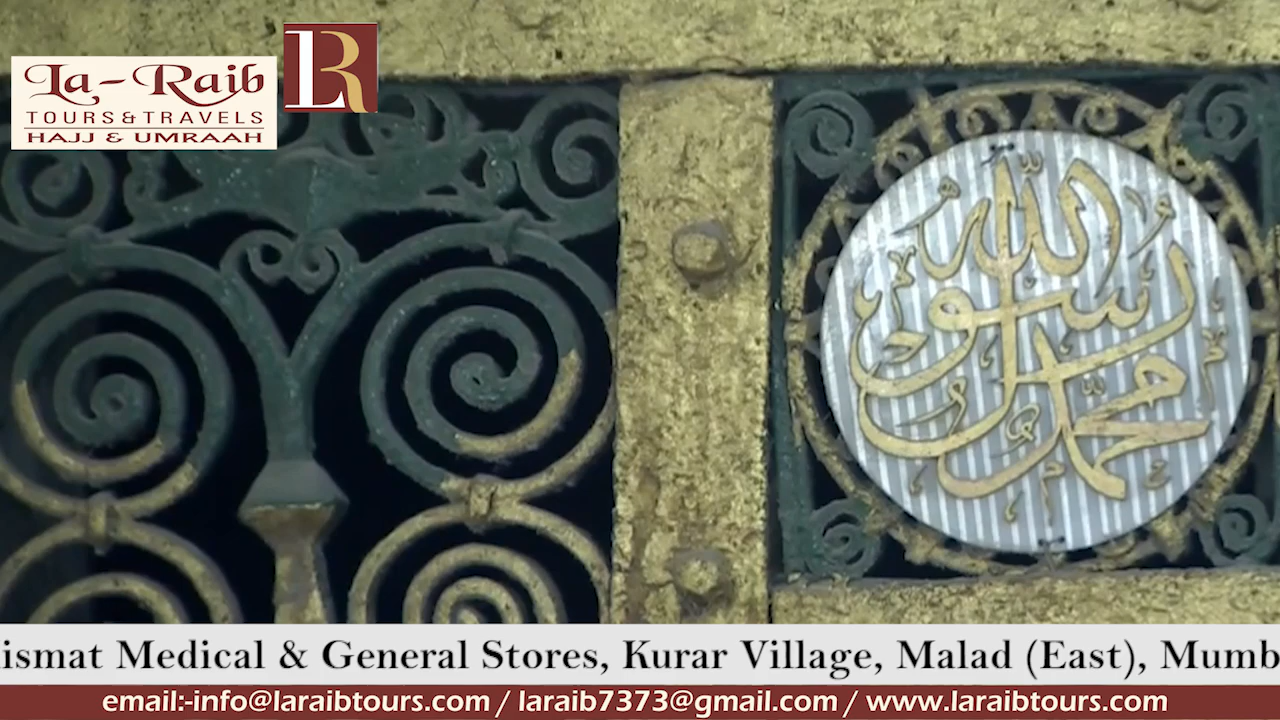 La-Raib
TOURS & TRAVELS
HAJJ & UMRAAH
LR
محمد رسول الله
ismat Medical & General Stores, Kurar Village, Malad (East), Mumb
email:-info@laraibtours.com / laraib7373@gmail.com / www.laraibtours.com